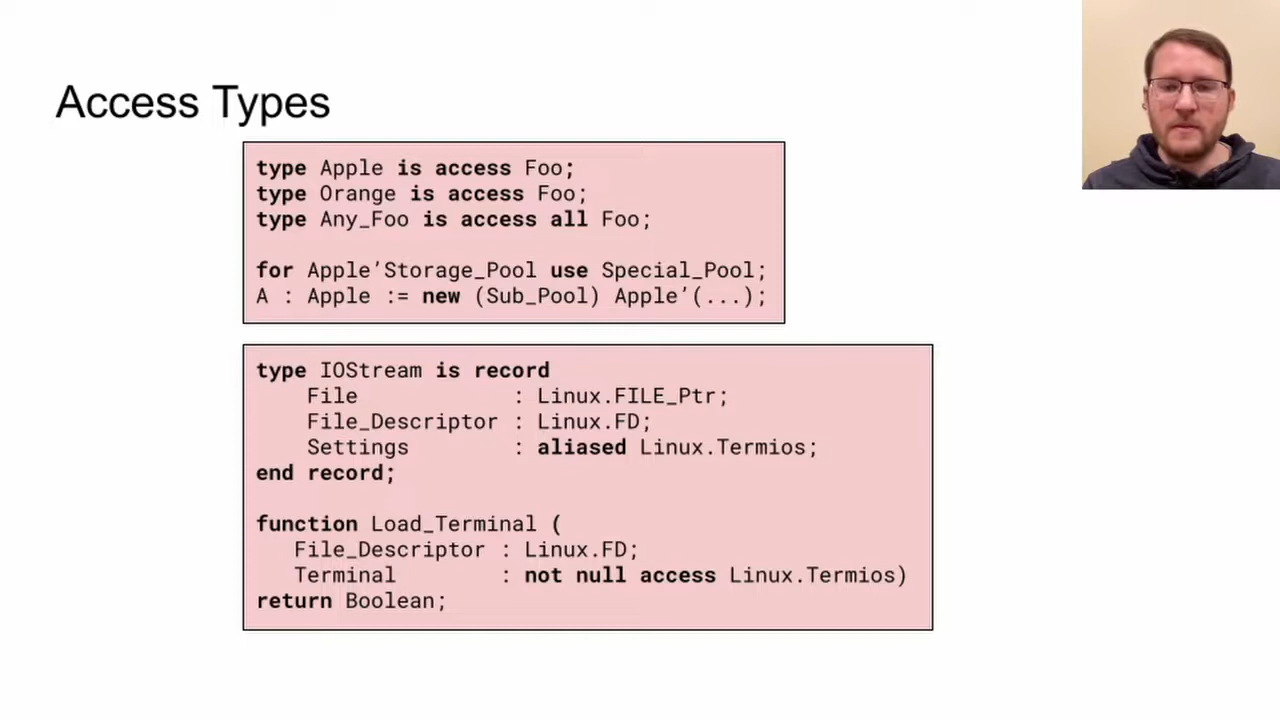 Access Types
type Apple is access Foo;
type Orange is access Foo;
type Any_Foo is access all Foo;
for Apple’Storage_Pool use Special_Pool;
A : Apple := new (Sub_Pool) Apple’(...);
type IOStream is record
File : Linux.FILE_Ptr;
File_Descriptor : Linux.FD;
Settings : aliased Linux.Termios;
end record;
function Load_Terminal (
File_Descriptor : Linux.FD;
Terminal : not null access Linux.Termios)
return Boolean;